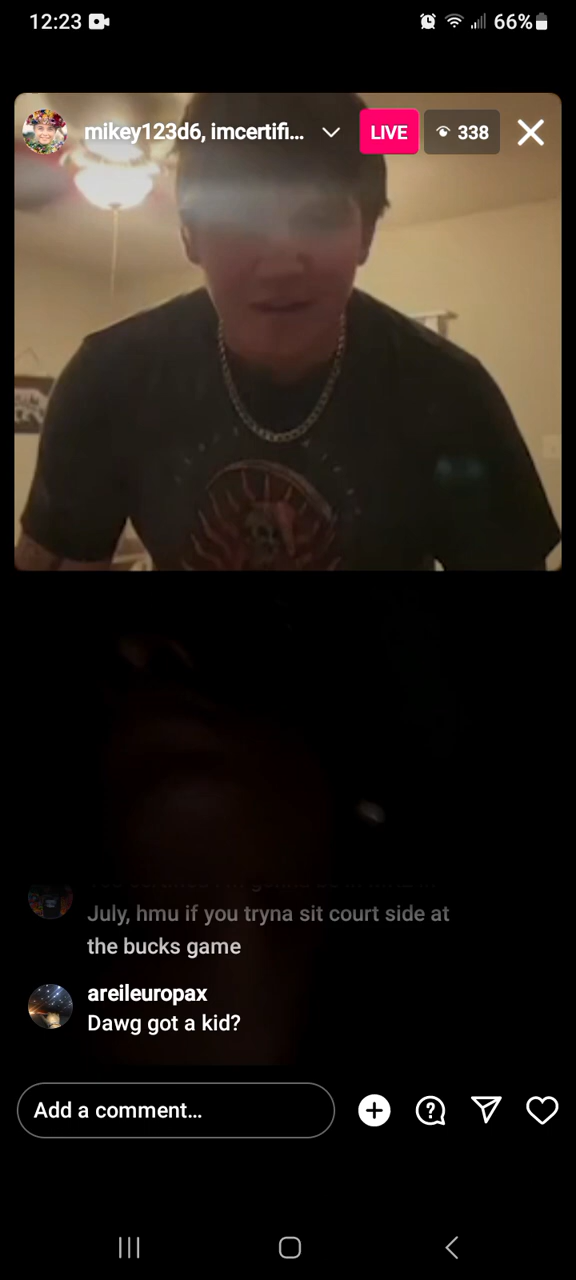 12:23
66%
mikey123d6, imcertifi...
LIVE
338
July, hmu if you tryna sit court side at
the bucks game
areileuropax
Dawg got a kid?
Add a comment...